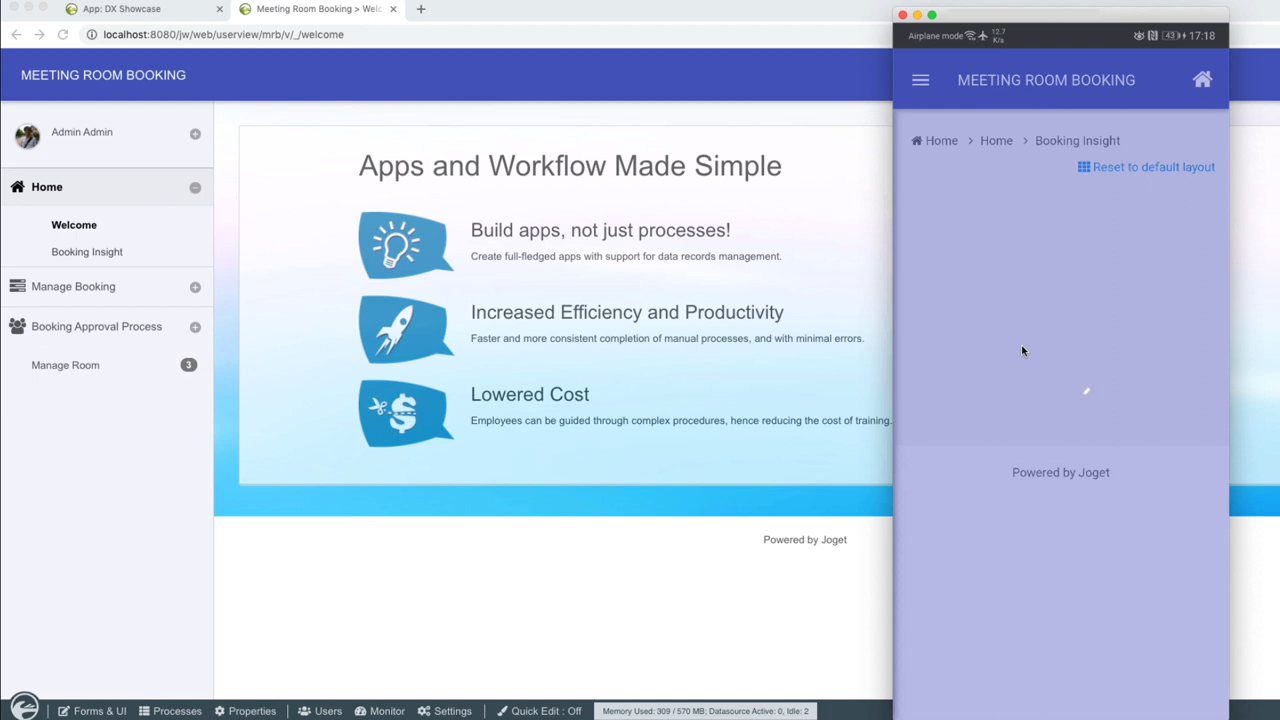 App: DX Showcase
Meeting Room Booking > Welc
localhost:8080/jw/web/userview/mrb/v/_/welcome
MEETING ROOM BOOKING
Admin Admin
Home
Welcome
Booking Insight
Manage Booking
Booking Approval Process
Manage Room
3
Apps and Workflow Made Simple
Build apps, not just processes!
Create full-fledged apps with support for data records management.
Increased Efficiency and Productivity
Faster and more consistent completion of manual processes, and with minimal errors.
Lowered Cost
Employees can be guided through complex procedures, hence reducing the cost of training.
Powered by Joget
Forms & UI
Processes
Properties
Users
Monitor
Settings
Quick Edit : Off
Memory Used: 309 / 570 MB; Datasource Active: 0, Idle: 2
Airplane mode
12.7
K/s
43
17:18
MEETING ROOM BOOKING
Home > Home > Booking Insight
Reset to default layout
Powered by Joget